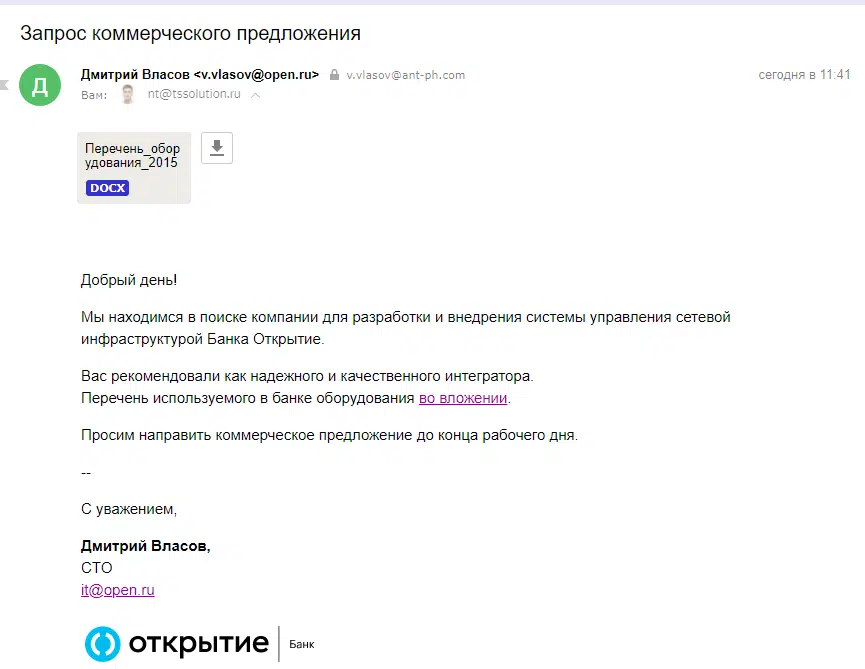 Запрос коммерческого предложения
Д
Дмитрий Власов <v.vlasov@open.ru> v.vlasov@ant-ph.com
сегодня в 11:41
Вам: nt@tssolution.ru
Перечень_обор
удования_2015
DOCX
Добрый день!
Мы находимся в поиске компании для разработки и внедрения системы управления сетевой
инфраструктурой Банка Открытие.
Вас рекомендовали как надежного и качественного интегратора.
Перечень используемого в банке оборудования во вложении.
Просим направить коммерческое предложение до конца рабочего дня.
--
С уважением,
Дмитрий Власов,
СТО
it@open.ru
открытие Банк